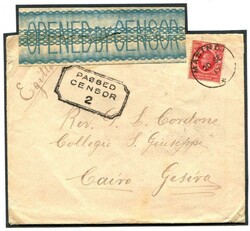 OPENED BY CENSOR
PASSED
CENSOR
2
Rev. S. L. Cordone
Collegio S. Giuseppe
Cairo Gesira